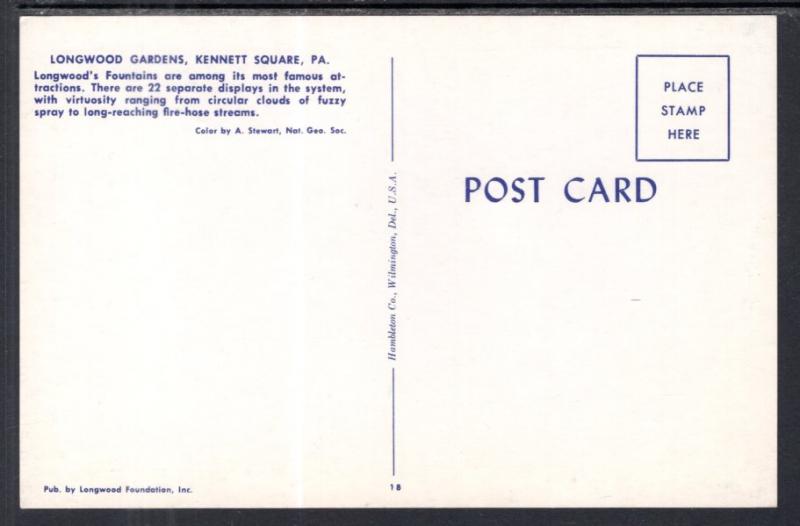 LONGWOOD GARDENS, KENNETT SQUARE, PA.
Longwood's Fountains are among its most famous at-
tractions. There are 22 separate displays in the system,
with virtuosity ranging from circular clouds of fuzzy
spray to long-reaching fire-hose streams.
Color by A. Stewart, Nat. Geo. Soc.
Pub. by Longwood Foundation, Inc.
Hambleton Co., Wilmington, Del., U.S.A.
18
PLACE
STAMP
HERE
POST CARD